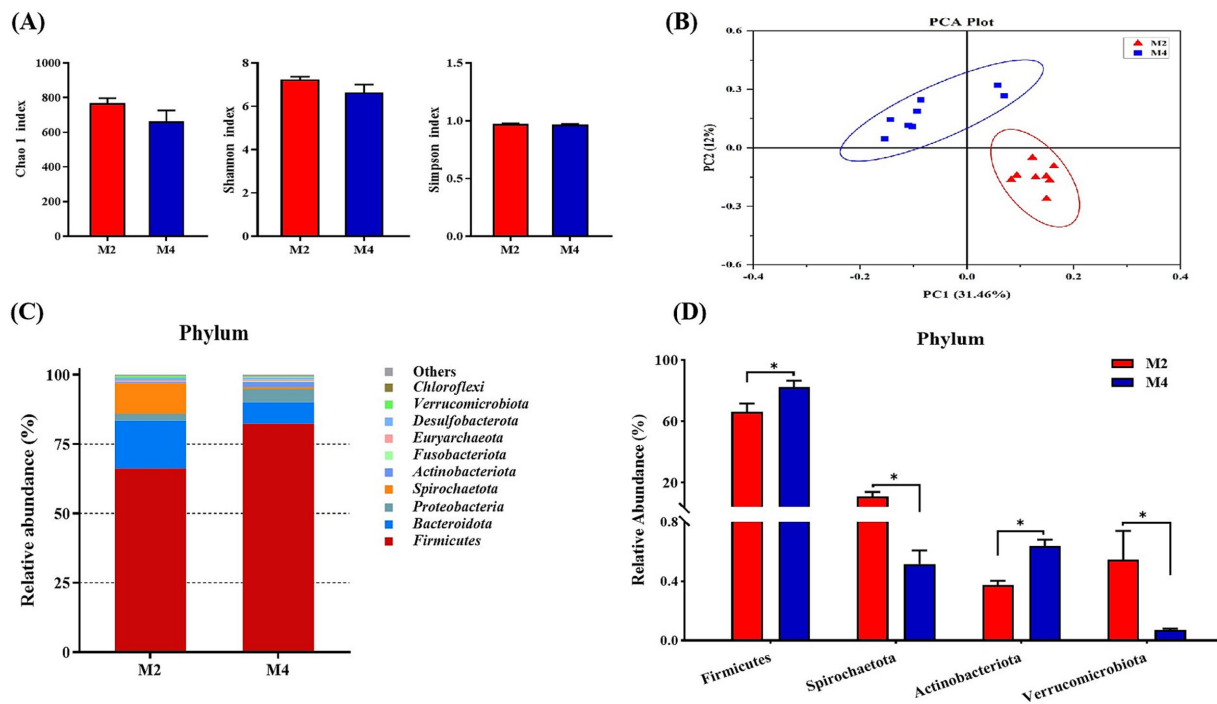 (A)
1000
800
600
400
200
0
Chao 1 index
M2 M4
8
6
4
2
0
Shannon index
M2 M4
1.5
1.0
0.5
0.0
Simpson index
M2 M4
(B)
PCA Plot
M2
M4
0.6
0.3
0.0
-0.3
-0.6
PC2 (12%)
-0.4 -0.2 0.0 0.2 0.4
PC1 (31.46%)
(C)
Phylum
100
75
50
25
0
Relative abundance (%)
M2 M4
Others
Chloroflexi
Verrucomicrobiota
Desulfobacterota
Euryarchaeota
Fusobacteriota
Actinobacteriota
Spirochaetota
Proteobacteria
Bacteroidota
Firmicutes
(D)
Phylum
M2
M4
100
60
20
0.8
0.4
0.0
Relative Abundance (%)
* * * *
Firmicutes Spirochaetota Actinobacteriota Verrucomicrobiota